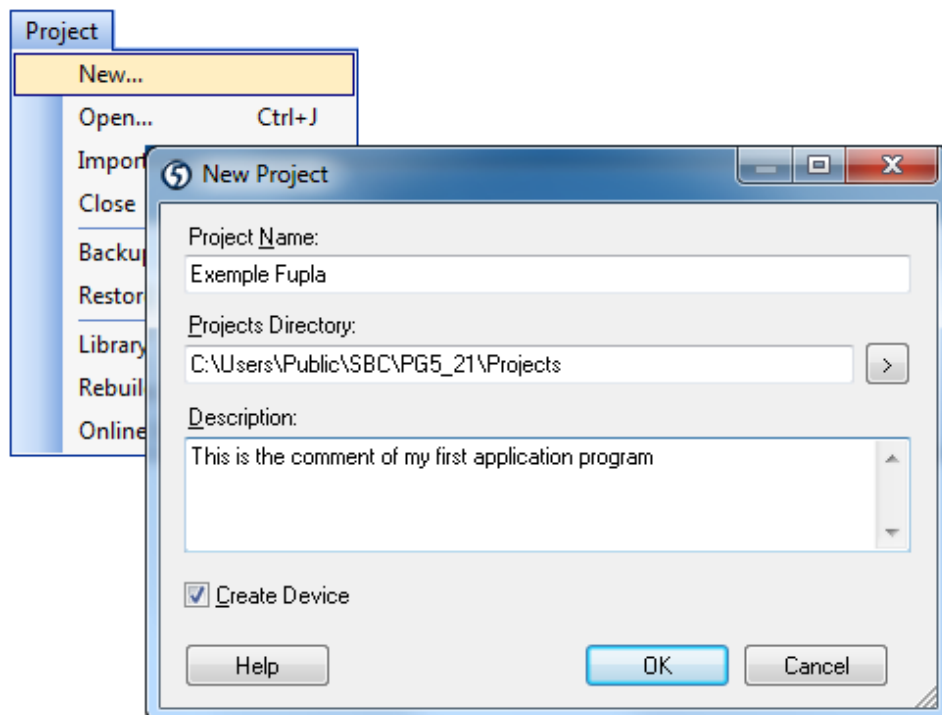 Project
New...
Open... Ctrl+J
Import
Close
Backu
Restor
Library
Rebuil
Online
New Project
Project Name:
Exemple Fupla
Projects Directory:
C:\Users\Public\SBC\PG5_21\Projects
>
Description:
This is the comment of my first application program
Create Device
Help OK Cancel